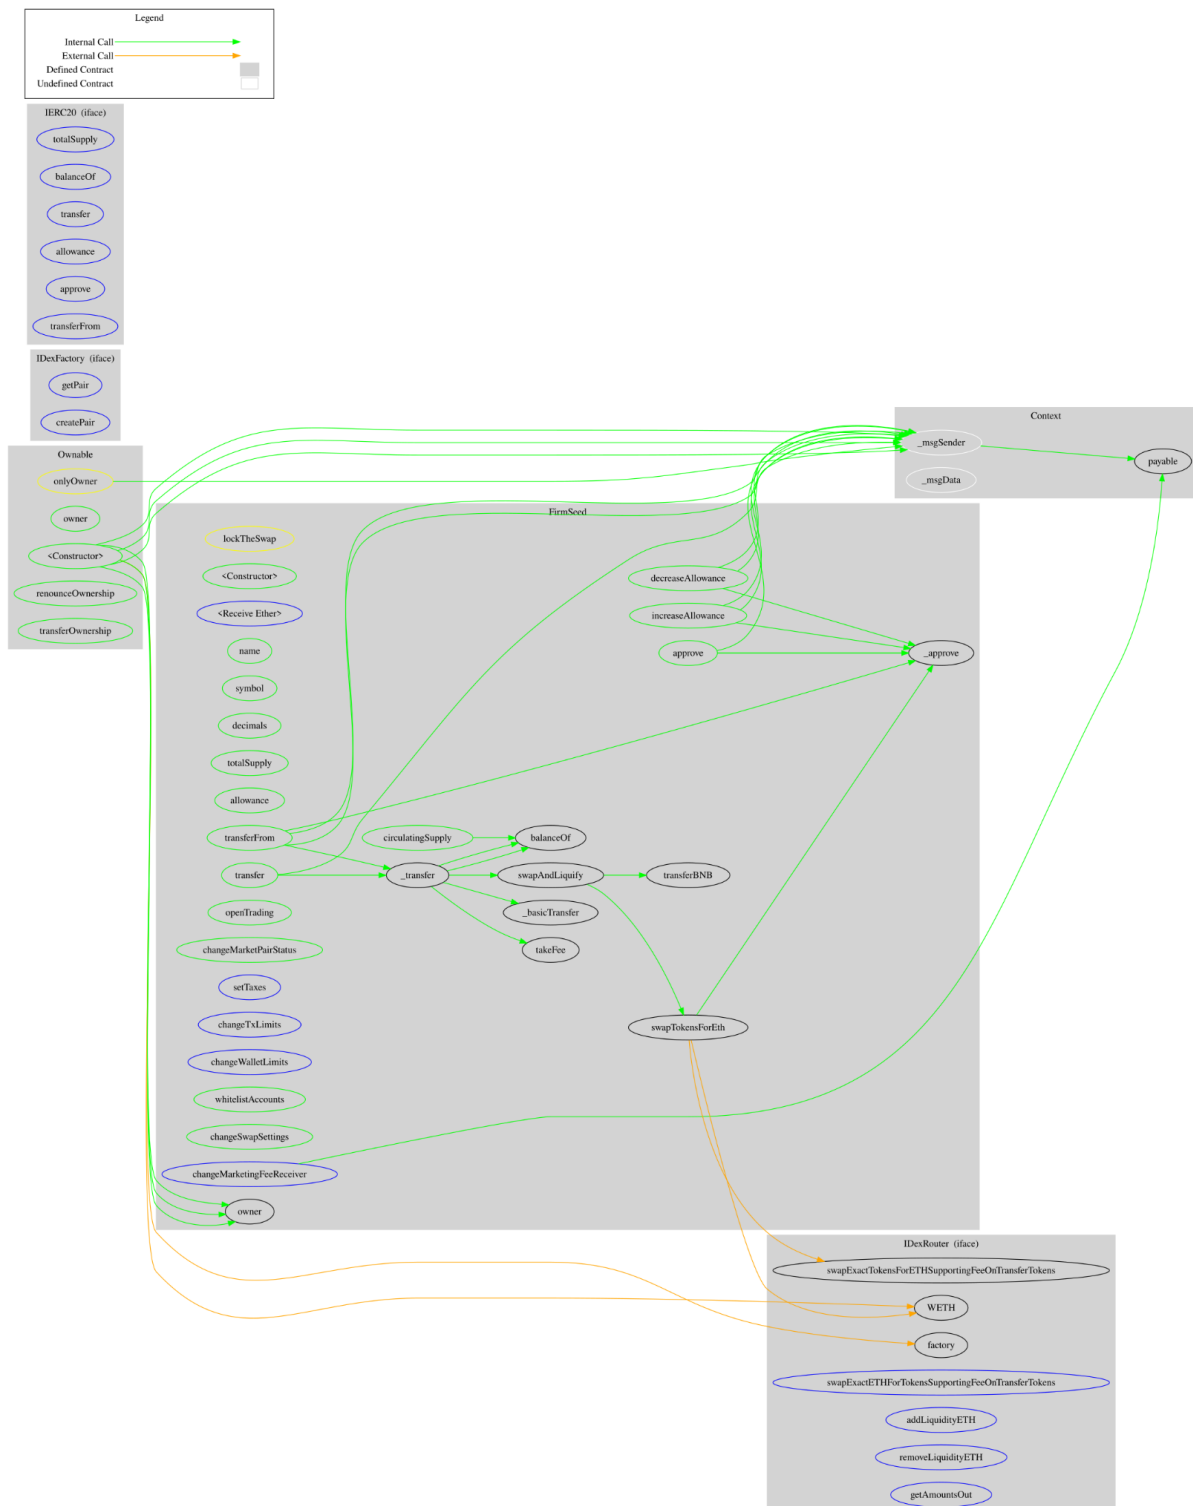 Legend
Internal Call
External Call
Defined Contract
Undefined Contract
IERC20 (iface)
totalSupply
balanceOf
transfer
allowance
approve
transferFrom
IDexFactory (iface)
getPair
createPair
Ownable
onlyOwner
owner
<Constructor>
renounceOwnership
transferOwnership
Context
_msgSender
payable
_msgData
FirmSeed
lockTheSwap
<Constructor>
<Receive Ether>
name
symbol
decimals
totalSupply
allowance
transferFrom
transfer
openTrading
changeMarketPairStatus
setTaxes
changeTxLimits
changeWalletLimits
whitelistAccounts
changeSwapSettings
changeMarketingFeeReceiver
owner
circulatingSupply
_transfer
balanceOf
swapAndLiquify
_basicTransfer
takeFee
decreaseAllowance
increaseAllowance
approve
transferBNB
swapTokensForEth
_approve
IDexRouter (iface)
swapExactTokensForETHSupportingFeeOnTransferTokens
WETH
factory
swapExactETHForTokensSupportingFeeOnTransferTokens
addLiquidityETH
removeLiquidityETH
getAmountsOut